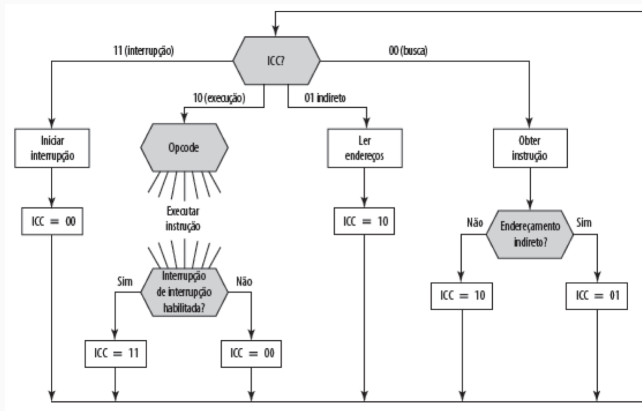 ICC?
11 (interrupção)
00 (busca)
10 (execução)
01 indireto
Iniciar
interrupção
Opcode
Ler
endereços
Obter
instrução
ICC = 00
Executar
instrução
ICC = 10
Não
Endereçamento
indireto?
Sim
Sim
Interrupção
de interrupção
habilitada?
Não
ICC = 10
ICC = 01
ICC = 11
ICC = 00